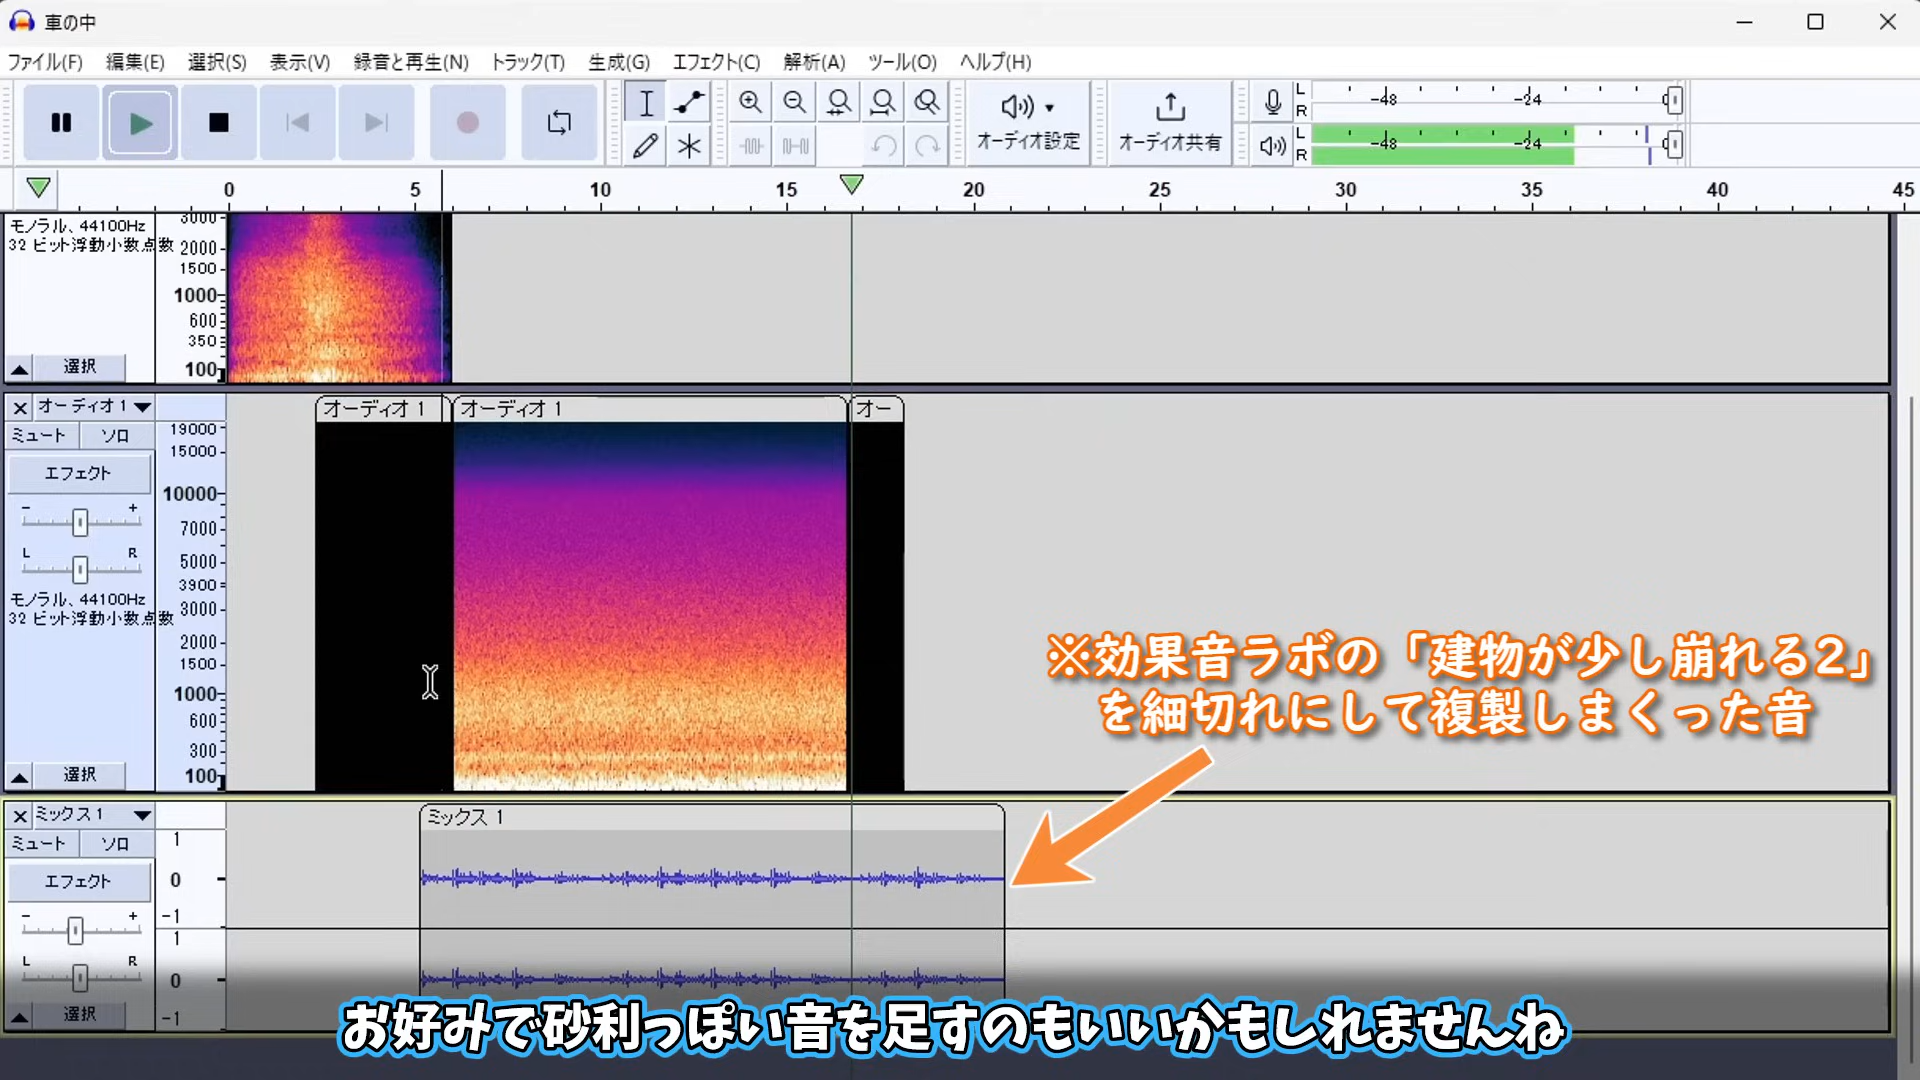 車の中
ファイル(F) 編集(E) 選択(S) 表示(V) 録音と再生(N) トラック(T) 生成(G) エフェクト(C) 解析(A) ツール(O) ヘルプ(H)
オーディオ設定
オーディオ共有
L
R
-48 -24
L
R
-48 -24
0 5 10 15 20 25 30 35 40 45
モノラル、44100Hz
32 ビット浮動小数点数
選択
3000
2000
1500
1000
600
350
100
オーディオ 1
ミュート ソロ
エフェクト
- +
L R
モノラル、44100Hz
32 ビット浮動小数点数
選択
19000
15000
10000
7000
5000
3900
3000
2000
1500
1000
600
300
100
オーディオ 1
オーディオ 1
オー
※効果音ラボの「建物が少し崩れる2」
を細切れにして複製しまくった音
ミックス 1
ミュート ソロ
エフェクト
- +
L R
選択
1
0
-1
1
0
-1
ミックス 1
お好みで砂利っぽい音を足すのもいいかもしれませんね